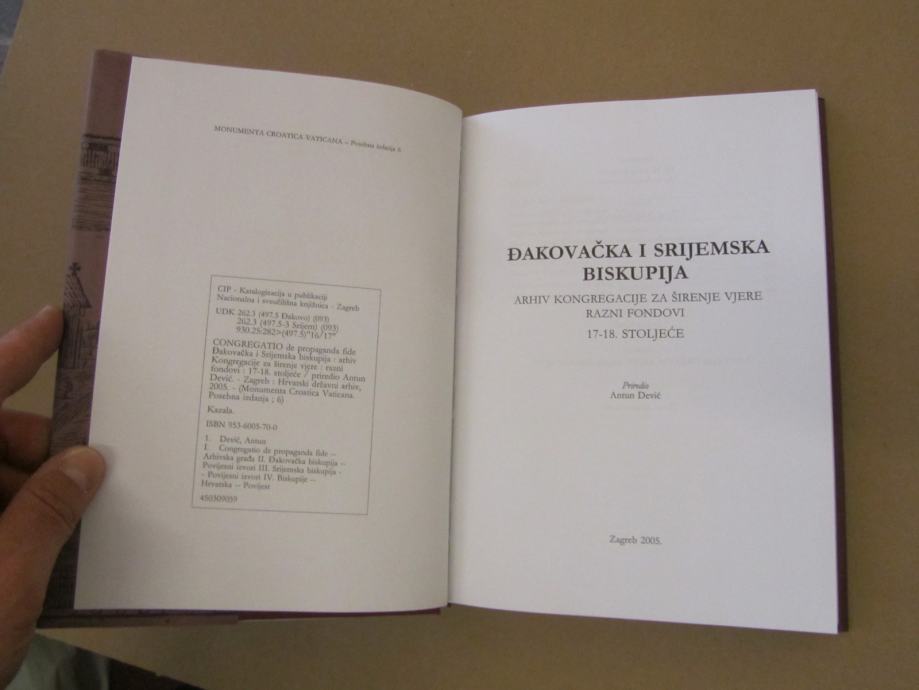 MONUMENTA CROATICA VATICANA – Posebna izdanja 6
CIP - Katalogizacija u publikaciji
Nacionalna i sveučilišna knjižnica - Zagreb
UDK 262.3 (497.5 Đakovo) (093)
262.3 (497.5-3 Srijem) (093)
930.25:282>(497.5)"16/17"
CONGREGATIO de propaganda fide
Đakovačka i Srijemska biskupija : arhiv
Kongregacije za širenje vjere : razni
fondovi : 17-18. stoljeće / priredio Antun
Dević. - Zagreb : Hrvatski državni arhiv,
2005. - (Monumenta Croatica Vaticana.
Posebna izdanja ; 6)
Kazala.
ISBN 953-6005-70-0
1. Dević, Antun
I. Congregatio de propaganda fide --
Arhivska građa II. Đakovačka biskupija --
Povijesni izvori III. Srijemska biskupija -
- Povijesni izvori IV. Biskupije --
Hrvatska -- Povijest
450309059
ĐAKOVAČKA I SRIJEMSKA
BISKUPIJA
ARHIV KONGREGACIJE ZA ŠIRENJE VJERE
RAZNI FONDOVI
17-18. STOLJEĆE
Priredio
Antun Dević
Zagreb 2005.